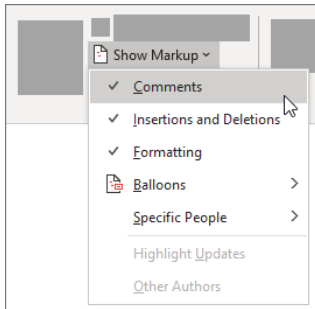 Show Markup
Comments
Insertions and Deletions
Formatting
Balloons
Specific People
Highlight Updates
Other Authors